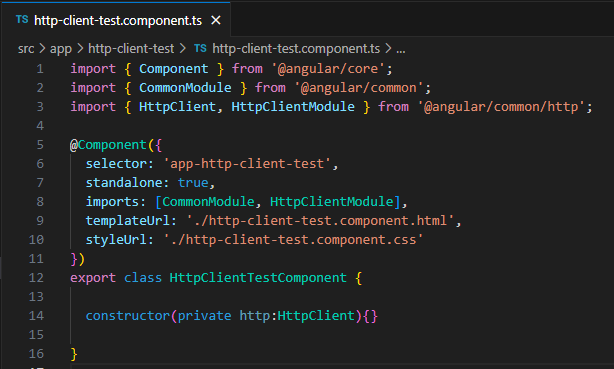 TS http-client-test.component.ts ×
src > app > http-client-test > TS http-client-test.component.ts > ...
1 import { Component } from '@angular/core';
2 import { CommonModule } from '@angular/common';
3 import { HttpClient, HttpClientModule } from '@angular/common/http';
4
5 @Component({
6   selector: 'app-http-client-test',
7   standalone: true,
8   imports: [CommonModule, HttpClientModule],
9   templateUrl: './http-client-test.component.html',
10   styleUrl: './http-client-test.component.css'
11 })
12 export class HttpClientTestComponent {
13
14   constructor(private http:HttpClient){}
15
16 }